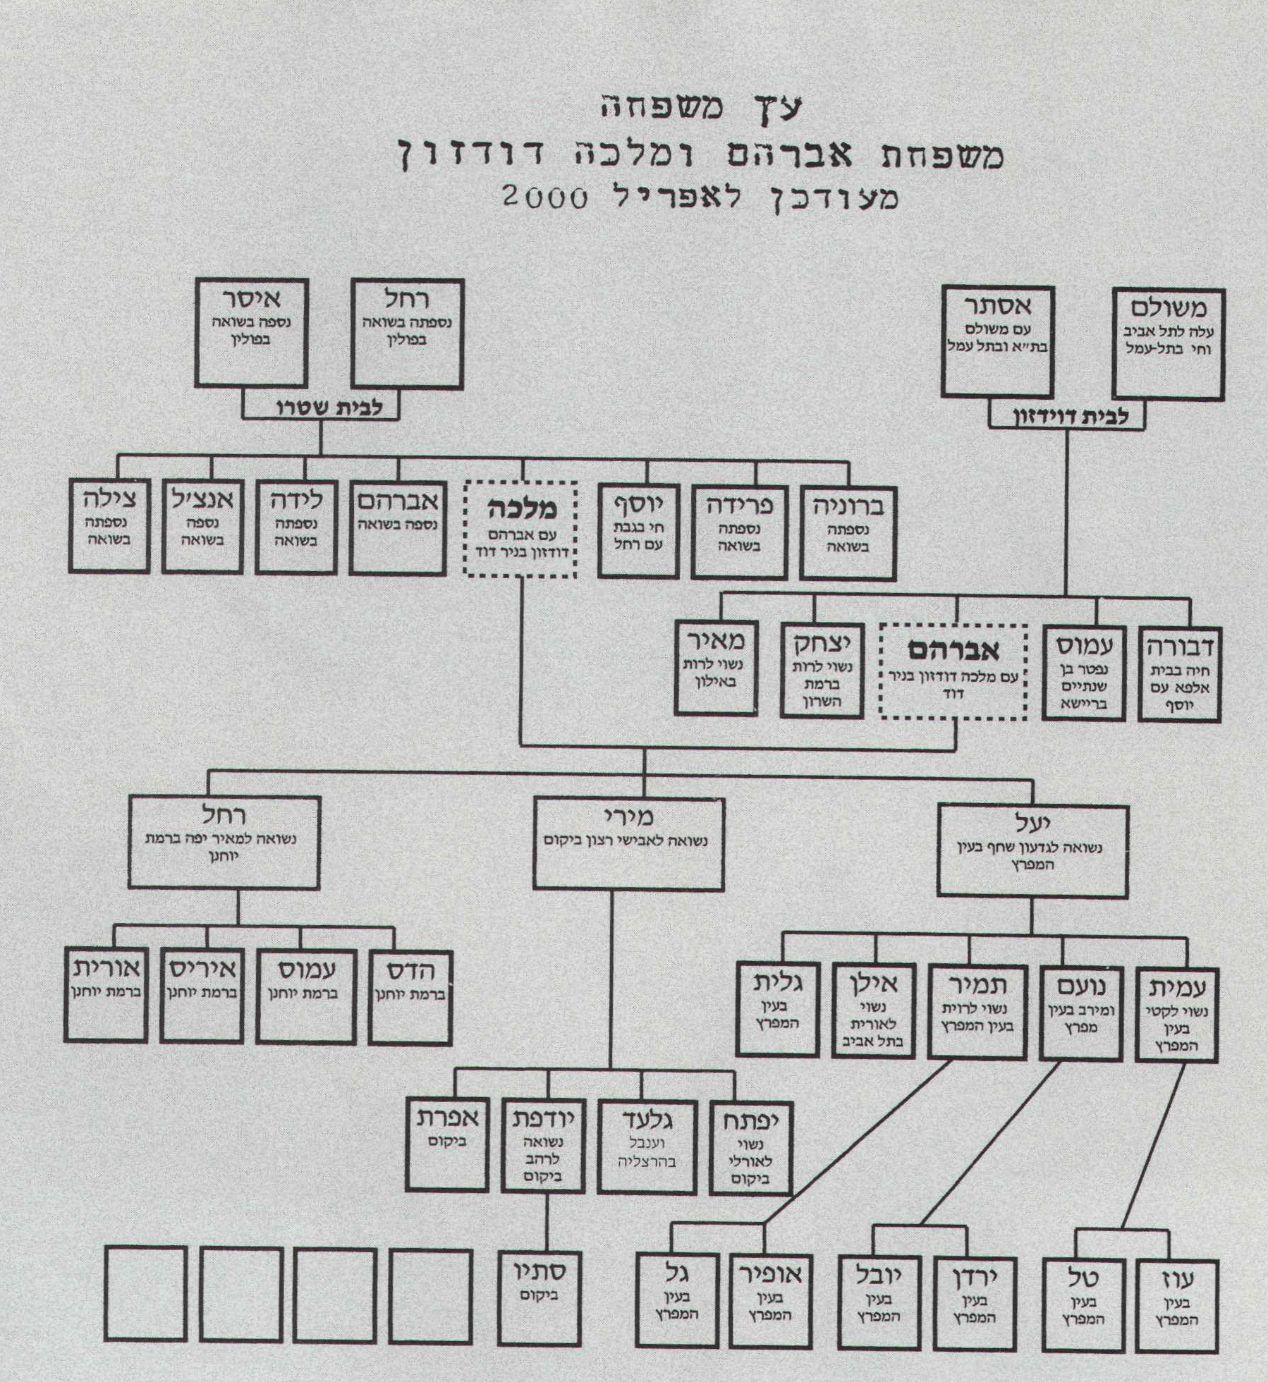 עץ משפחה
משפחת אברהם ומלכה דודזון
מעודכן לאפריל 2000
משולם
עלה לתל אביב
וחי בתל-עמל
אסתר
עם משולם
בת״א ובתל עמל
לבית דוידזון
רחל
נספתה בשואה
בפולין
איסר
נספה בשואה
בפולין
לבית שטרו
ברוניה
נספתה
בשואה
פרידה
נספתה
בשואה
יוסף
חי בגבת
עם רחל
מלכה
עם אברהם
דודזון בניר דוד
אברהם
נספה בשואה
לידה
נספתה
בשואה
אנצ׳ל
נספה
בשואה
צילה
נספתה
בשואה
דבורה
חיה בבית
אלפא עם
יוסף
עמוס
נפטר בן
שנתיים
ברישא
אברהם
עם מלכה דודזון בניר
דוד
יצחק
נשוי לרות
ברמת
השרון
מאיר
נשוי לרות
באילון
יעל
נשואה לגדעון שחף בעין
המפרץ
מירי
נשואה לאבישי רצון ביקום
רחל
נשואה למאיר יפה ברמת
יוחנן
עמית
נשוי לקטי
בעין
המפרץ
נועם
ומירב בעין
מפרץ
תמיר
נשוי לרוית
בעין המפרץ
אילן
נשוי
לאורית
בתל אביב
גלית
בעין
המפרץ
הדס
ברמת יוחנן
עמוס
ברמת יוחנן
איריס
ברמת יוחנן
אורית
ברמת יוחנן
יפתח
נשוי
לאורלי
ביקום
גלעד
וענבל
בהרצליה
יודפת
נשואה
לרהב
ביקום
אפרת
ביקום
עוז
בעין
המפרץ
טל
בעין
המפרץ
ירדן
בעין
המפרץ
יובל
בעין
המפרץ
אופיר
בעין
המפרץ
גל
בעין
המפרץ
סתיו
ביקום